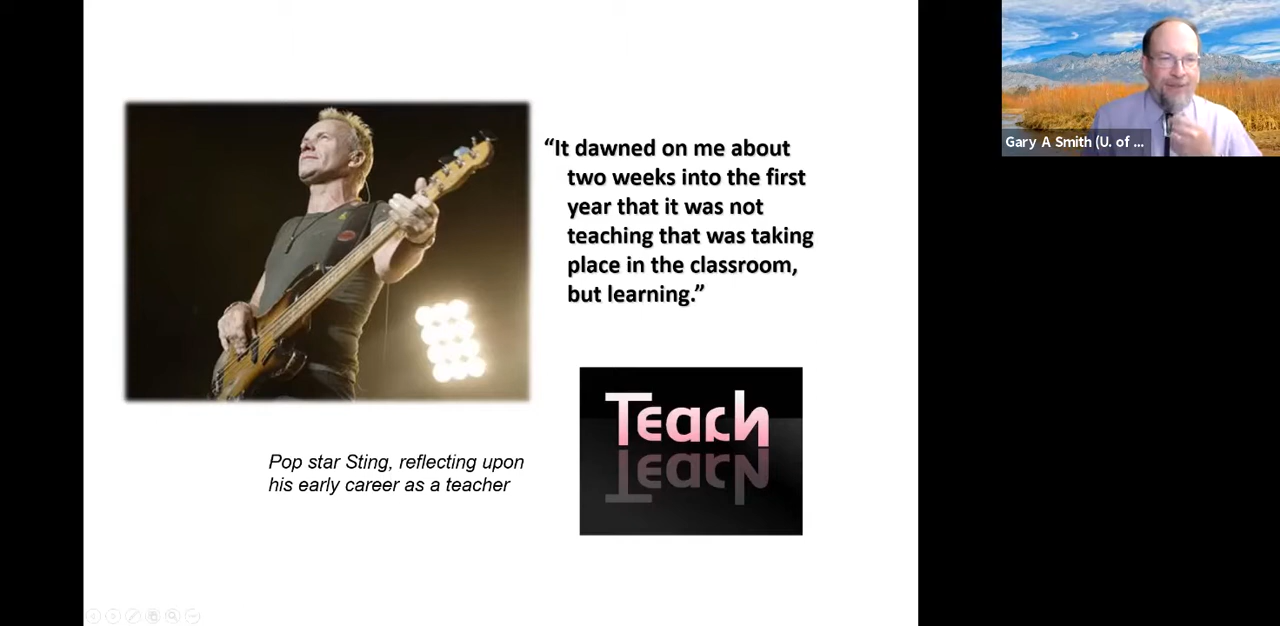 Gary A Smith (U. of ...
“It dawned on me about
two weeks into the first
year that it was not
teaching that was taking
place in the classroom,
but learning.”
Teach
Learn
Pop star Sting, reflecting upon
his early career as a teacher